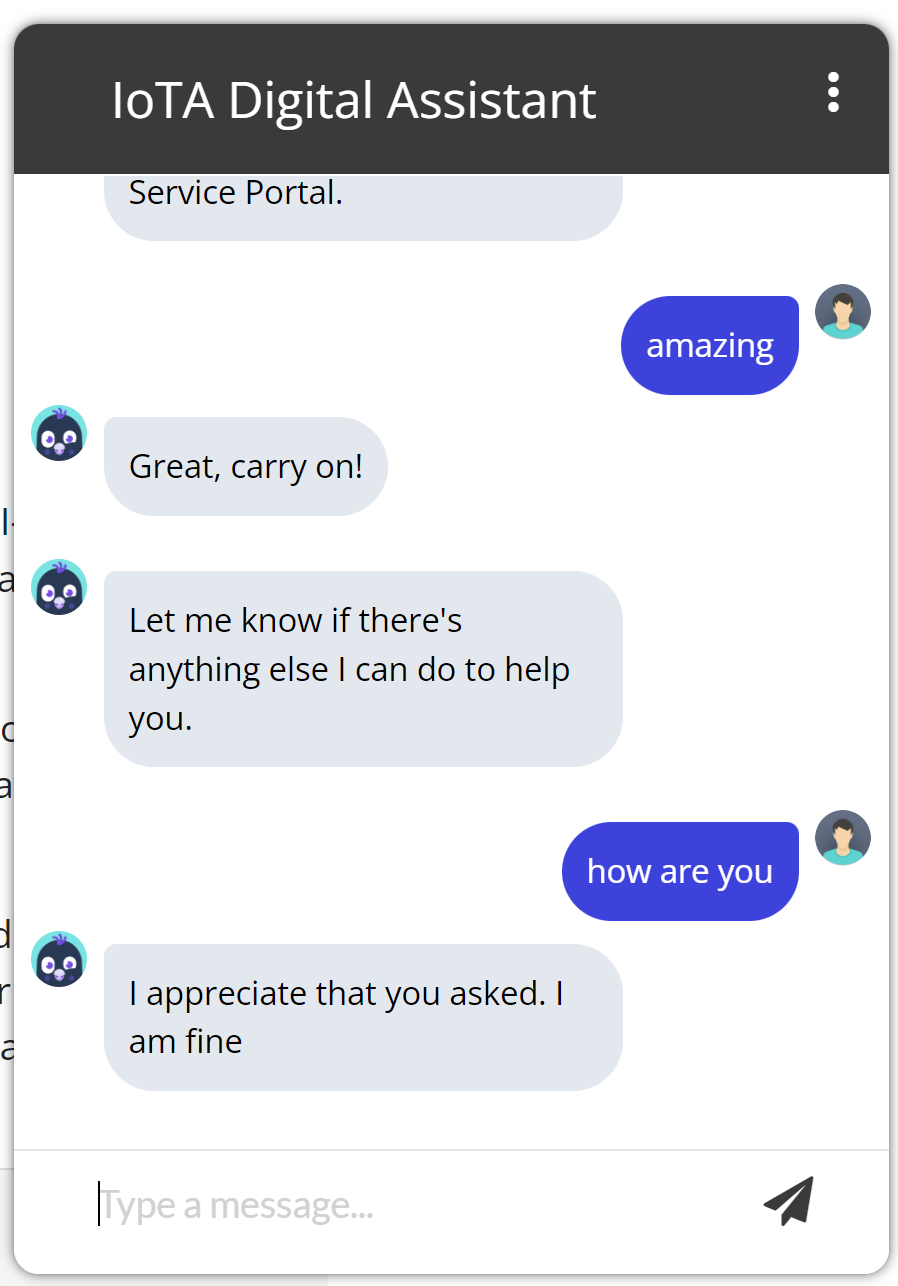 IoTA Digital Assistant
Service Portal.
amazing
Great, carry on!
Let me know if there's
anything else I can do to help
you.
how are you
I appreciate that you asked. I
am fine
Type a message...